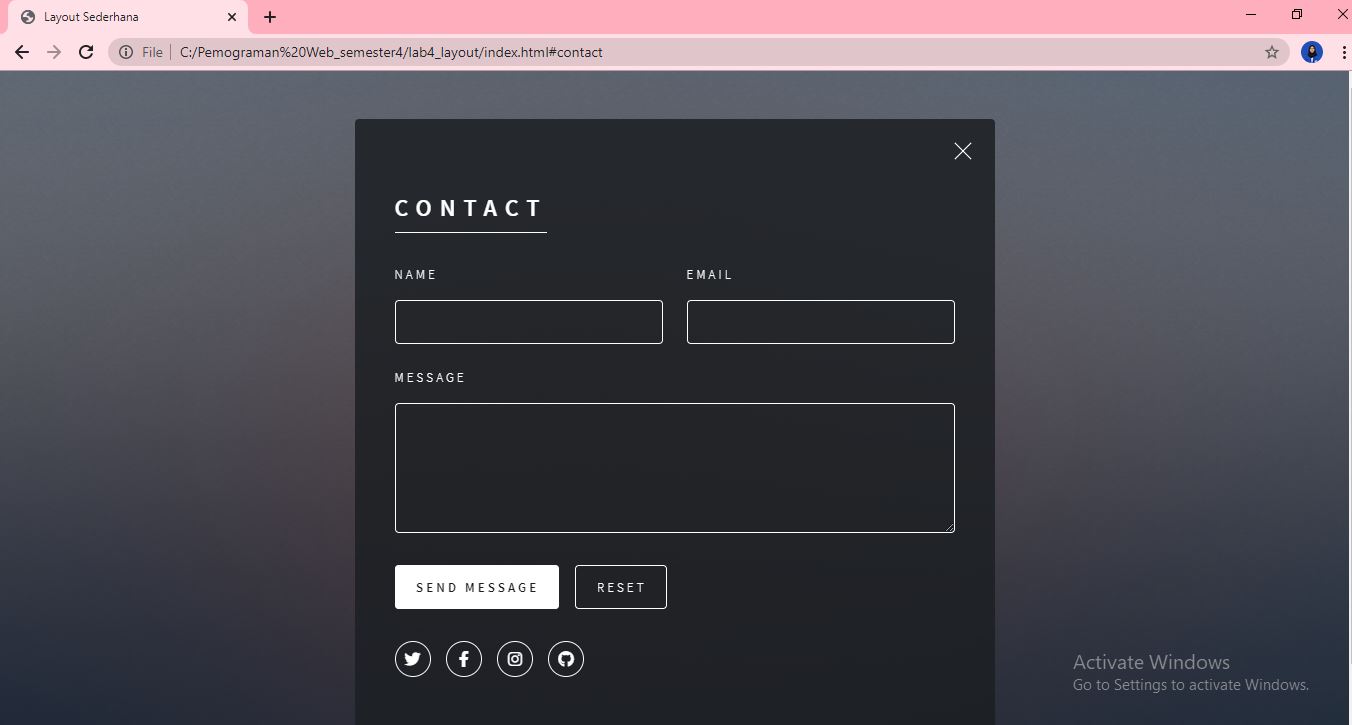 Layout Sederhana
File | C:/Pemograman%20Web_semester4/lab4_layout/index.html#contact
CONTACT
NAME EMAIL
MESSAGE
SEND MESSAGE RESET
Activate Windows
Go to Settings to activate Windows.